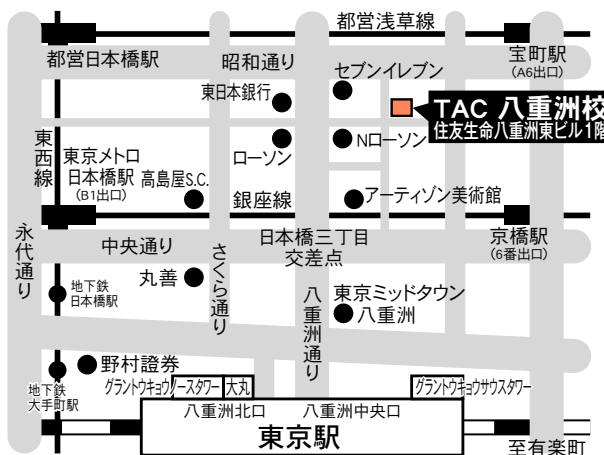 都営浅草線
都営日本橋駅
昭和通り
宝町駅
(A6出口)
セブンイレブン
東日本銀行
TAC 八重洲校
住友生命八重洲東ビル1階
東西線
東京メトロ
日本橋駅
(B1出口)
高島屋S.C.
ローソン
Nローソン
銀座線
アーティゾン美術館
永代通り
中央通り
さくら通り
日本橋三丁目
交差点
京橋駅
(6番出口)
丸善
地下鉄
日本橋駅
八重洲通り
東京ミッドタウン
八重洲
野村證券
地下鉄
大手町駅
グラントウキョウノースタワー
大丸
グラントウキョウサウスタワー
八重洲北口
八重洲中央口
東京駅
至有楽町